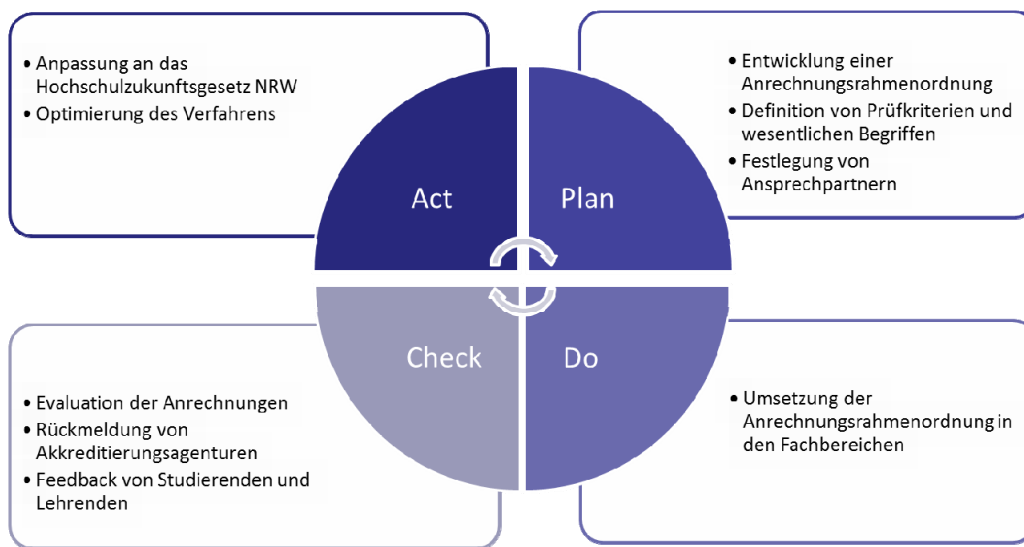 • Anpassung an das
Hochschulzukunftsgesetz NRW
• Optimierung des Verfahrens
• Entwicklung einer
Anrechnungsrahmenordnung
• Definition von Prüfkriterien und
wesentlichen Begriffen
• Festlegung von
Ansprechpartnern
Act
Plan
Check
Do
• Evaluation der Anrechnungen
• Rückmeldung von
Akkreditierungsagenturen
• Feedback von Studierenden und
Lehrenden
• Umsetzung der
Anrechnungsrahmenordnung in
den Fachbereichen